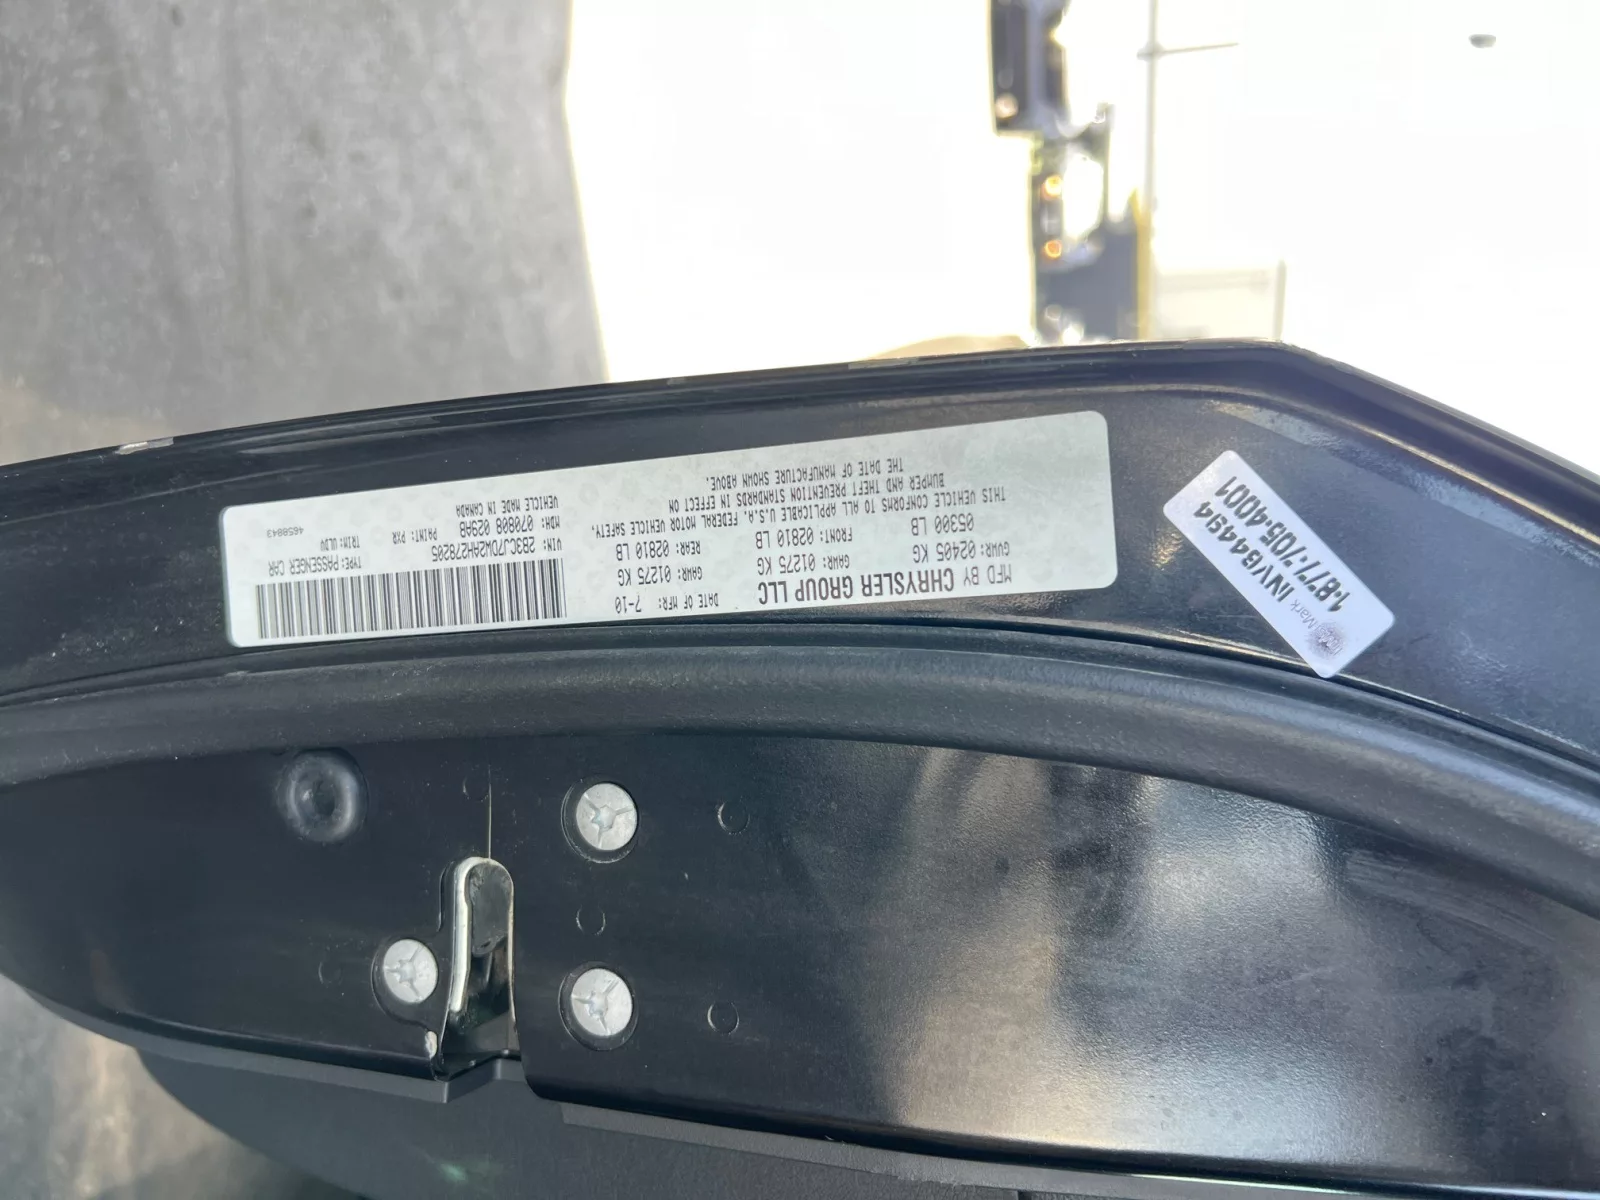 MFD BY CHRYSLER GROUP LLC
DATE OF MFR: 7-10
GVWR: 02405 KG
05300 LB
GAWR: 01275 KG
FRONT: 02810 LB
GAWR: 01275 KG
REAR: 02810 LB
THIS VEHICLE CONFORMS TO ALL APPLICABLE U.S.A. FEDERAL MOTOR VEHICLE SAFETY,
BUMPER AND THEFT PREVENTION STANDARDS IN EFFECT ON
THE DATE OF MANUFACTURE SHOWN ABOVE.
VIN: 2B3CJ7DW2AH278205
TYPE: PASSENGER CAR
MDH: 070808 029B
PAINT: PXR
TRIM: ULDV
VEHICLE MADE IN CANADA
4658843
Mark
INVB4494
1-877-705-4001